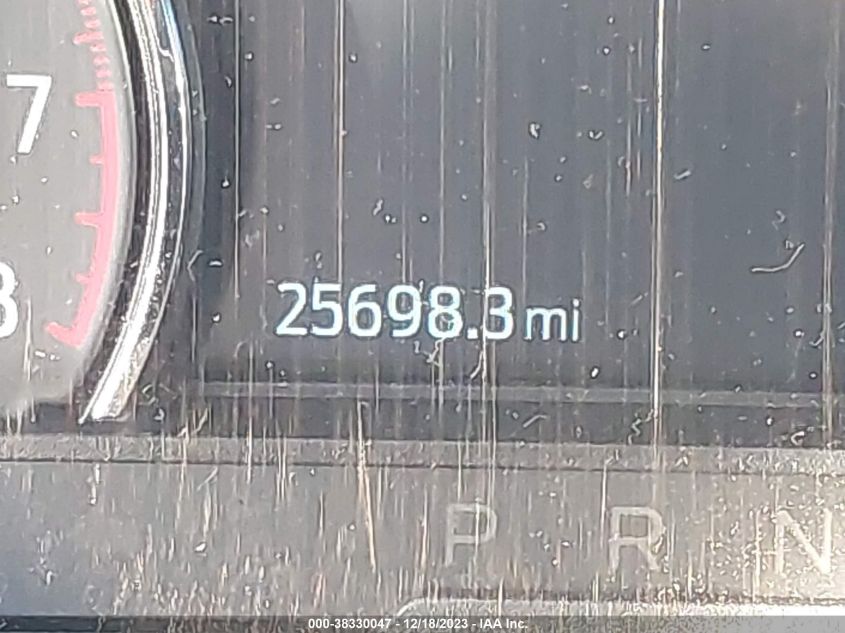 7
8
25698.3 mi
P R N
000-38330047 - 12/18/2023 - IAA Inc.